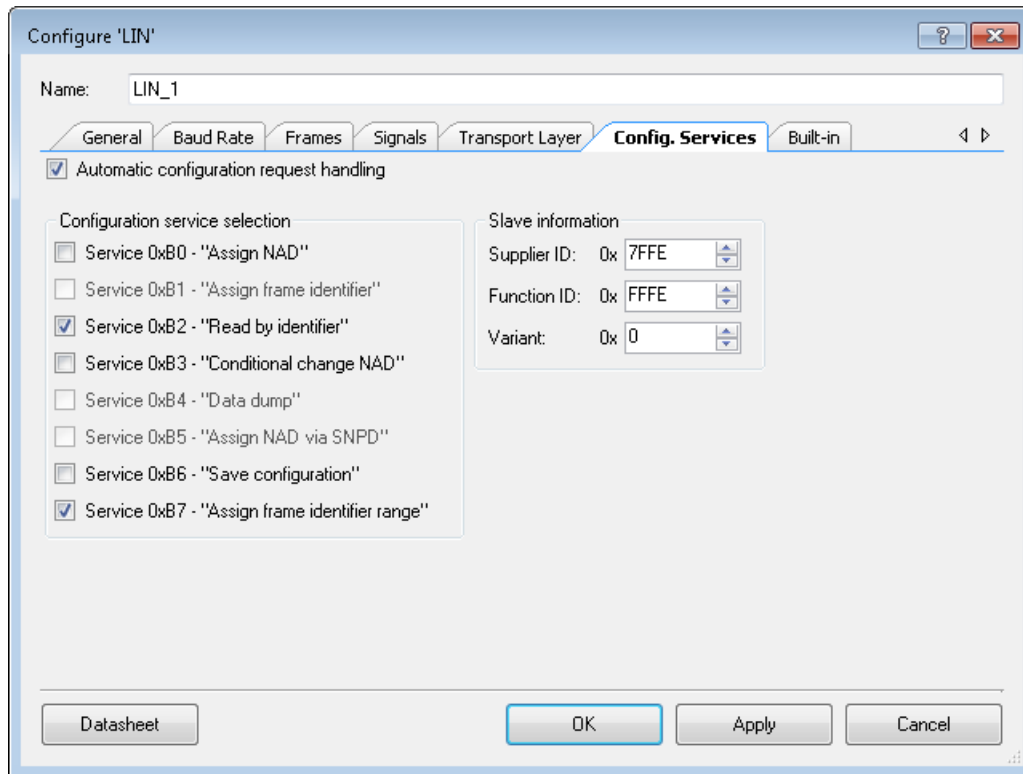 Configure 'LIN'
Name: LIN_1
General Baud Rate Frames Signals Transport Layer Config. Services Built-in
Automatic configuration request handling
Configuration service selection
Service 0xB0 - "Assign NAD"
Service 0xB1 - "Assign frame identifier"
Service 0xB2 - "Read by identifier"
Service 0xB3 - "Conditional change NAD"
Service 0xB4 - "Data dump"
Service 0xB5 - "Assign NAD via SNPD"
Service 0xB6 - "Save configuration"
Service 0xB7 - "Assign frame identifier range"
Slave information
Supplier ID: 0x 7FFE
Function ID: 0x FFFE
Variant: 0x 0
Datasheet OK Apply Cancel